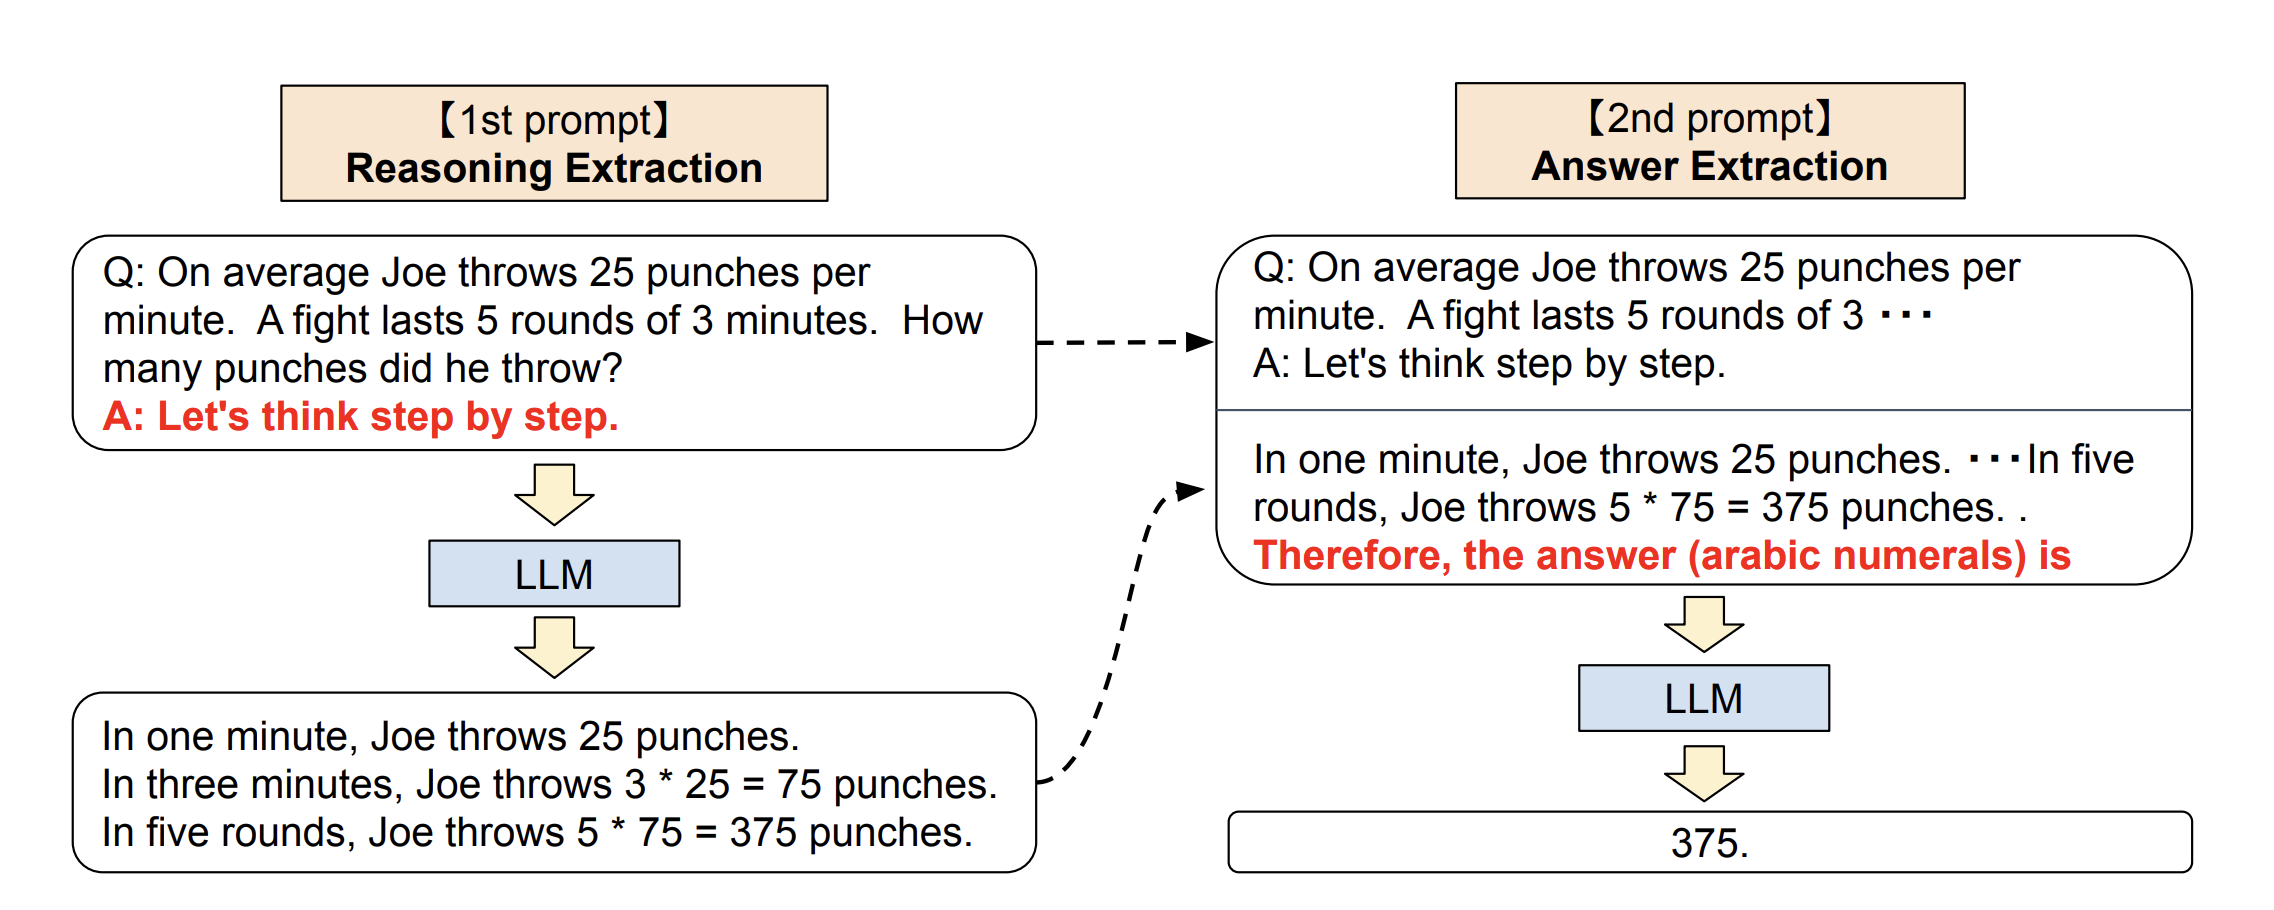 【1st prompt】
Reasoning Extraction
Q: On average Joe throws 25 punches per
minute.  A fight lasts 5 rounds of 3 minutes.  How
many punches did he throw?
A: Let's think step by step.
LLM
In one minute, Joe throws 25 punches.
In three minutes, Joe throws 3 * 25 = 75 punches.
In five rounds, Joe throws 5 * 75 = 375 punches.
【2nd prompt】
Answer Extraction
Q: On average Joe throws 25 punches per
minute.  A fight lasts 5 rounds of 3 ･･･
A: Let's think step by step.
In one minute, Joe throws 25 punches. ･･･In five
rounds, Joe throws 5 * 75 = 375 punches. .
Therefore, the answer (arabic numerals) is
LLM
375.